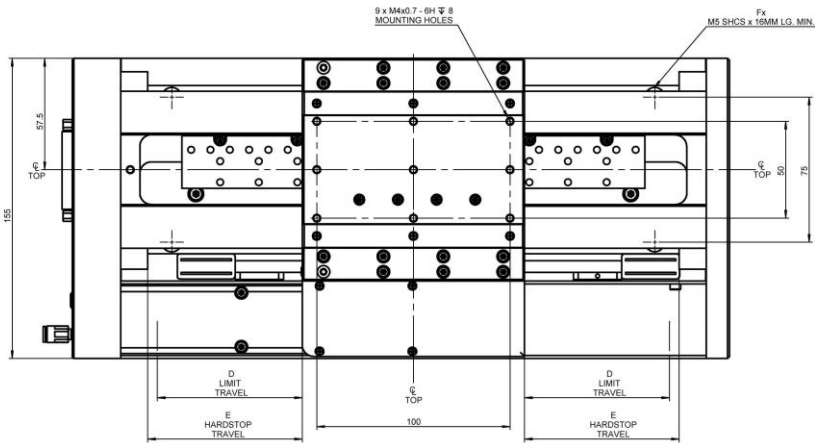 9 x M4x0.7 - 6H ↧ 8
MOUNTING HOLES
Fx
M5 SHCS x 16MM LG. MIN.
57.5
155
℄
TOP
℄
TOP
50
75
D
LIMIT
TRAVEL
E
HARDSTOP
TRAVEL
℄
TOP
100
D
LIMIT
TRAVEL
E
HARDSTOP
TRAVEL